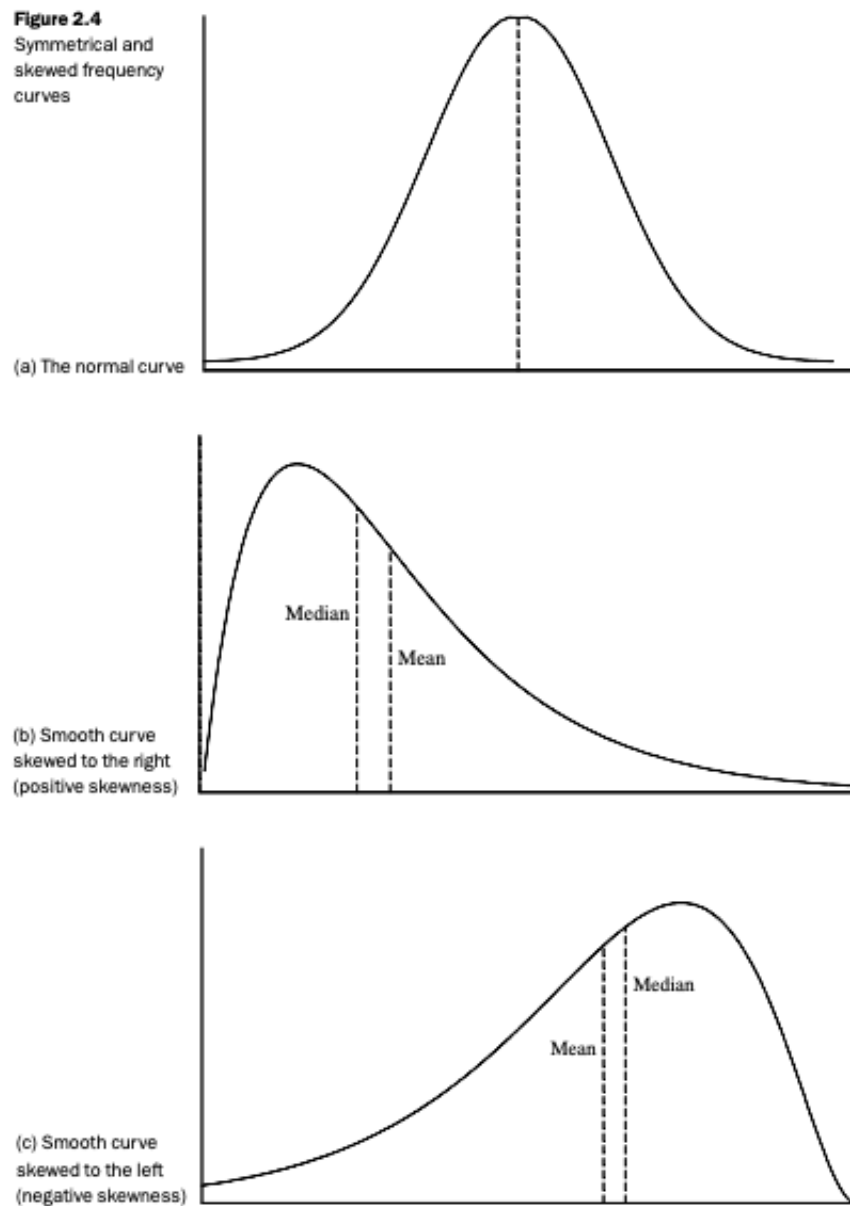 Figure 2.4
Symmetrical and
skewed frequency
curves
(a) The normal curve
Median
Mean
(b) Smooth curve
skewed to the right
(positive skewness)
Median
Mean
(c) Smooth curve
skewed to the left
(negative skewness)